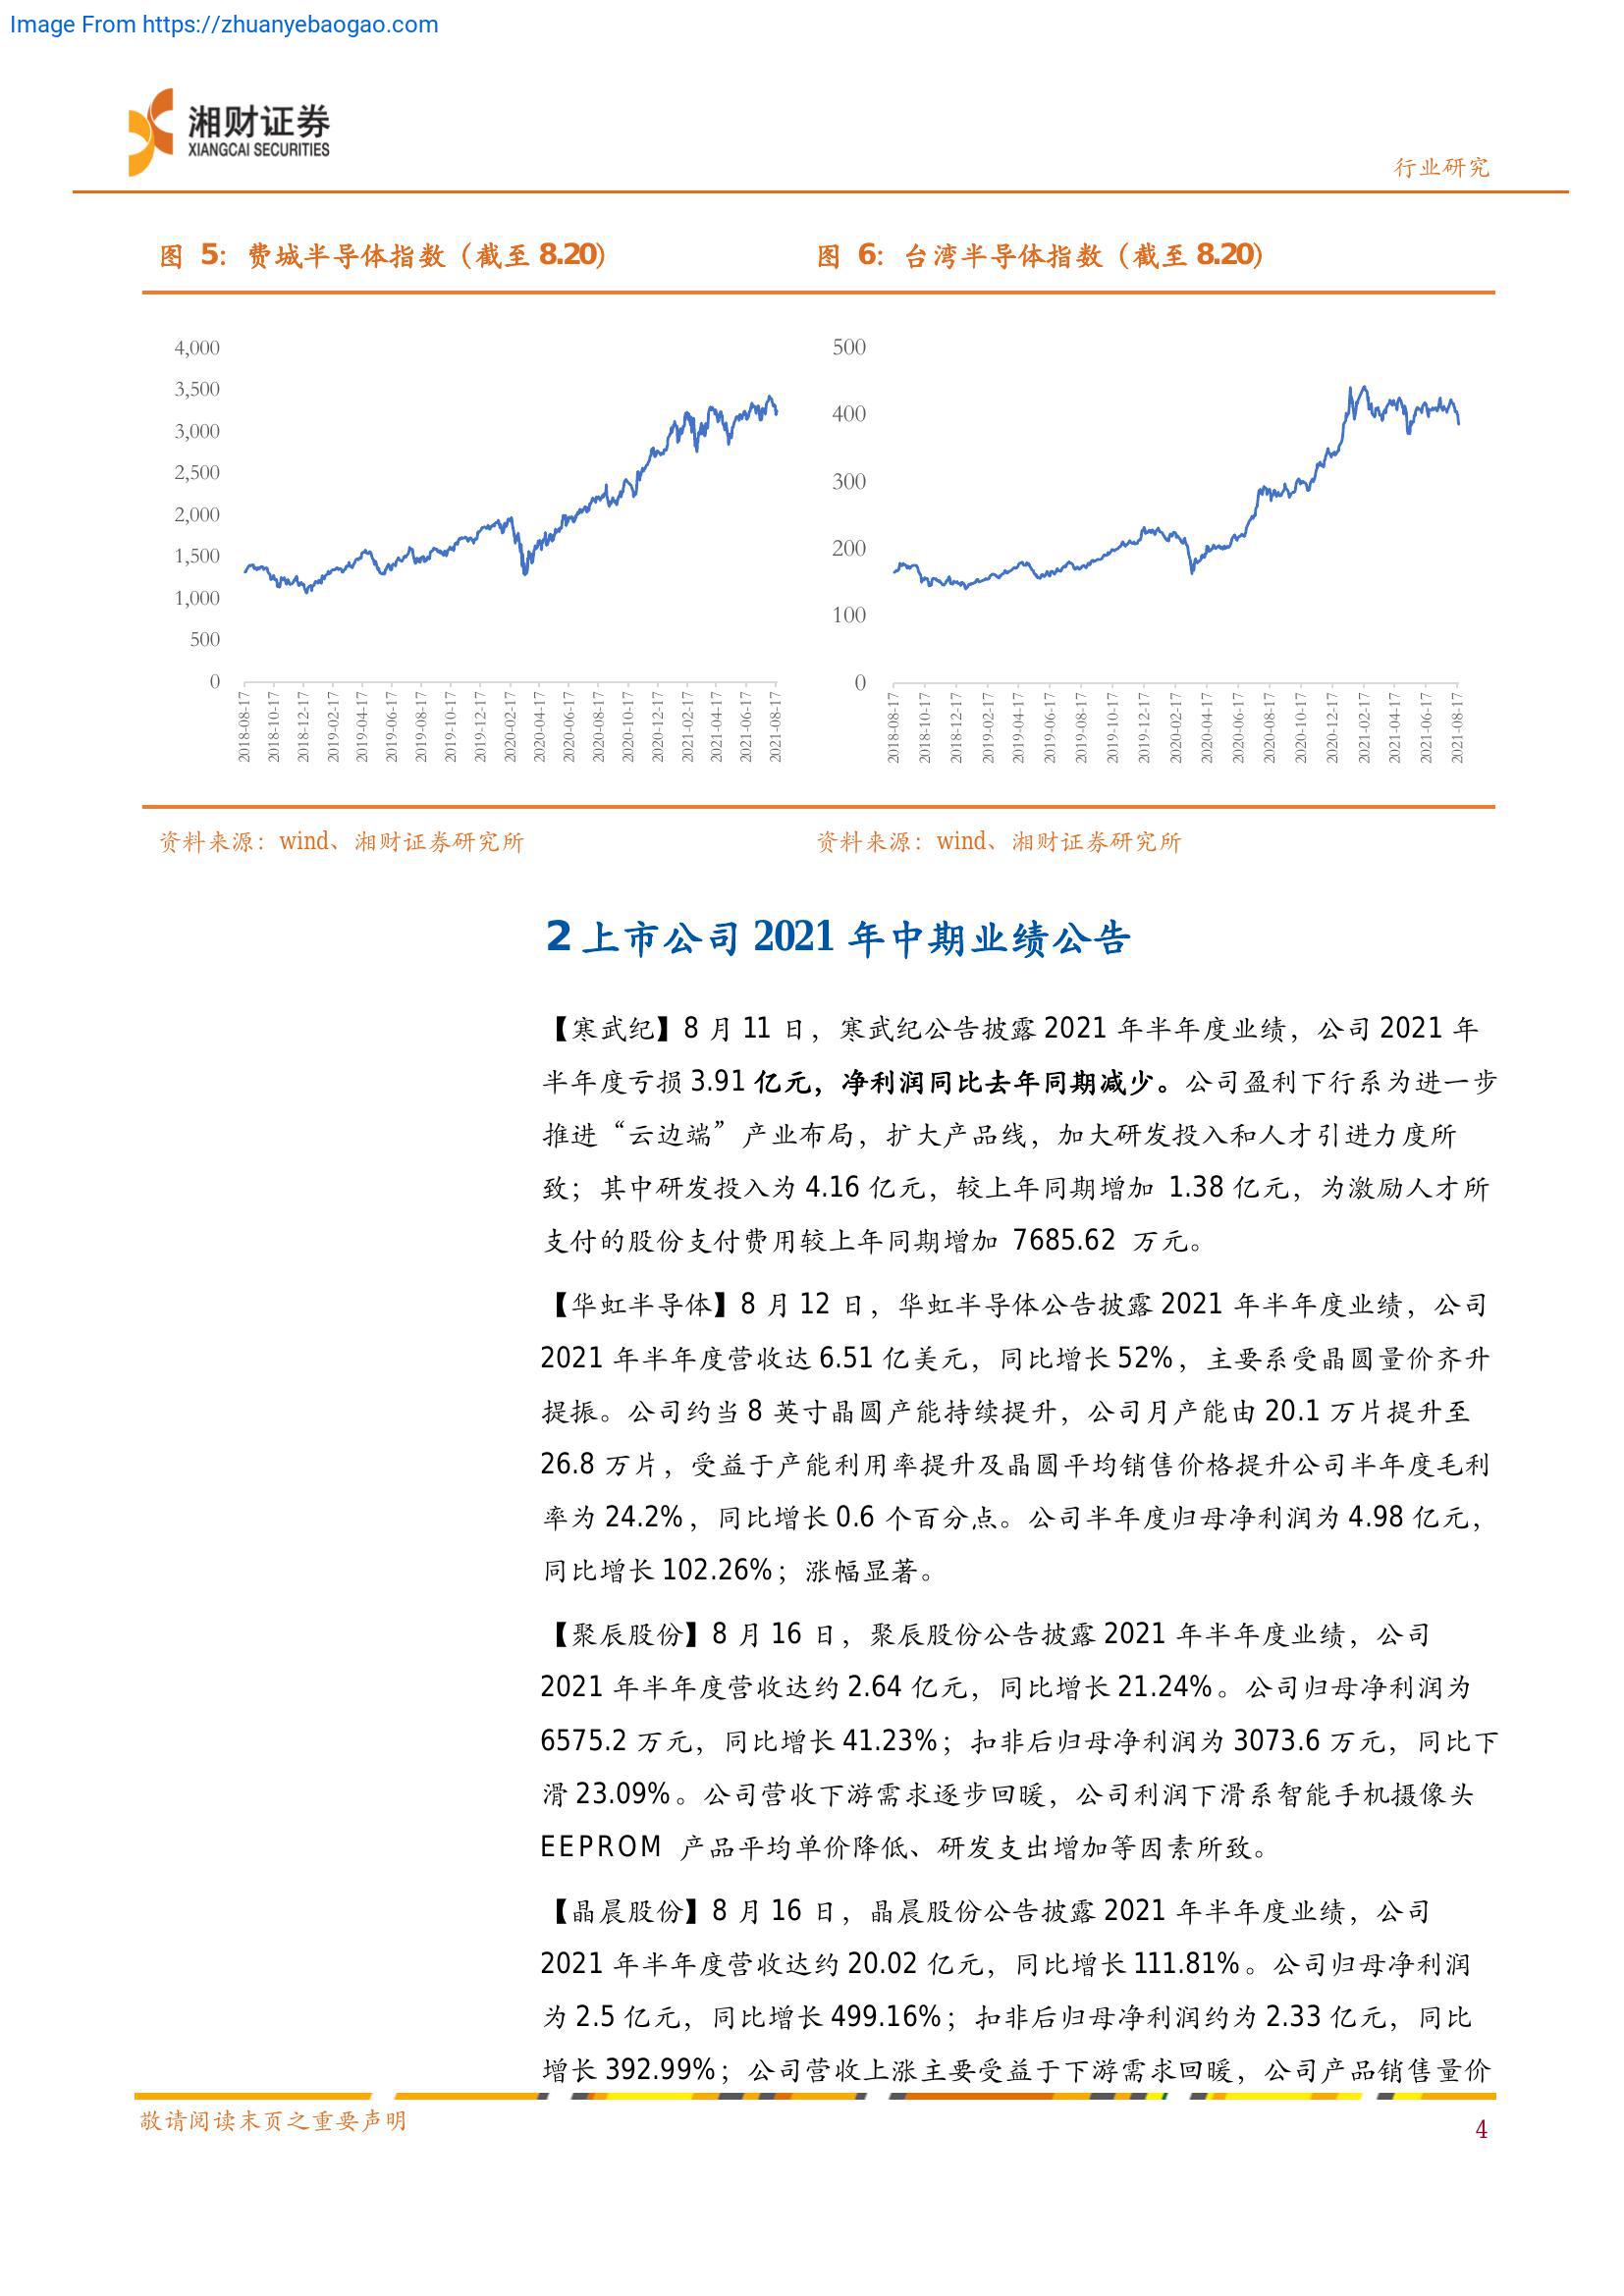 Image From https://zhuanyebaogao.com
湘财证券
XIANGCAI SECURITIES
行业研究
图 5：费城半导体指数（截至 8.20）
4,000
3,500
3,000
2,500
2,000
1,500
1,000
500
0
2018-08-17
2018-10-17
2018-12-17
2019-02-17
2019-04-17
2019-06-17
2019-08-17
2019-10-17
2019-12-17
2020-02-17
2020-04-17
2020-06-17
2020-08-17
2020-10-17
2020-12-17
2021-02-17
2021-04-17
2021-06-17
2021-08-17
资料来源：wind、湘财证券研究所
图 6：台湾半导体指数（截至 8.20）
500
400
300
200
100
0
2018-08-17
2018-10-17
2018-12-17
2019-02-17
2019-04-17
2019-06-17
2019-08-17
2019-10-17
2019-12-17
2020-02-17
2020-04-17
2020-06-17
2020-08-17
2020-10-17
2020-12-17
2021-02-17
2021-04-17
2021-06-17
2021-08-17
资料来源：wind、湘财证券研究所
2 上市公司 2021 年中期业绩公告
【寒武纪】8 月 11 日，寒武纪公告披露 2021 年半年度业绩，公司 2021 年
半年度亏损 3.91 亿元，净利润同比去年同期减少。公司盈利下行系为进一步
推进“云边端”产业布局，扩大产品线，加大研发投入和人才引进力度所
致；其中研发投入为 4.16 亿元，较上年同期增加 1.38 亿元，为激励人才所
支付的股份支付费用较上年同期增加 7685.62 万元。
【华虹半导体】8 月 12 日，华虹半导体公告披露 2021 年半年度业绩，公司
2021 年半年度营收达 6.51 亿美元，同比增长 52%，主要系受晶圆量价齐升
提振。公司约当 8 英寸晶圆产能持续提升，公司月产能由 20.1 万片提升至
26.8 万片，受益于产能利用率提升及晶圆平均销售价格提升公司半年度毛利
率为 24.2%，同比增长 0.6 个百分点。公司半年度归母净利润为 4.98 亿元，
同比增长 102.26%；涨幅显著。
【聚辰股份】8 月 16 日，聚辰股份公告披露 2021 年半年度业绩，公司
2021 年半年度营收达约 2.64 亿元，同比增长 21.24%。公司归母净利润为
6575.2 万元，同比增长 41.23%；扣非后归母净利润为 3073.6 万元，同比下
滑 23.09%。公司营收下游需求逐步回暖，公司利润下滑系智能手机摄像头
EEPROM 产品平均单价降低、研发支出增加等因素所致。
【晶晨股份】8 月 16 日，晶晨股份公告披露 2021 年半年度业绩，公司
2021 年半年度营收达约 20.02 亿元，同比增长 111.81%。公司归母净利润
为 2.5 亿元，同比增长 499.16%；扣非后归母净利润约为 2.33 亿元，同比
增长 392.99%；公司营收上涨主要受益于下游需求回暖，公司产品销售量价
敬请阅读末页之重要声明
4